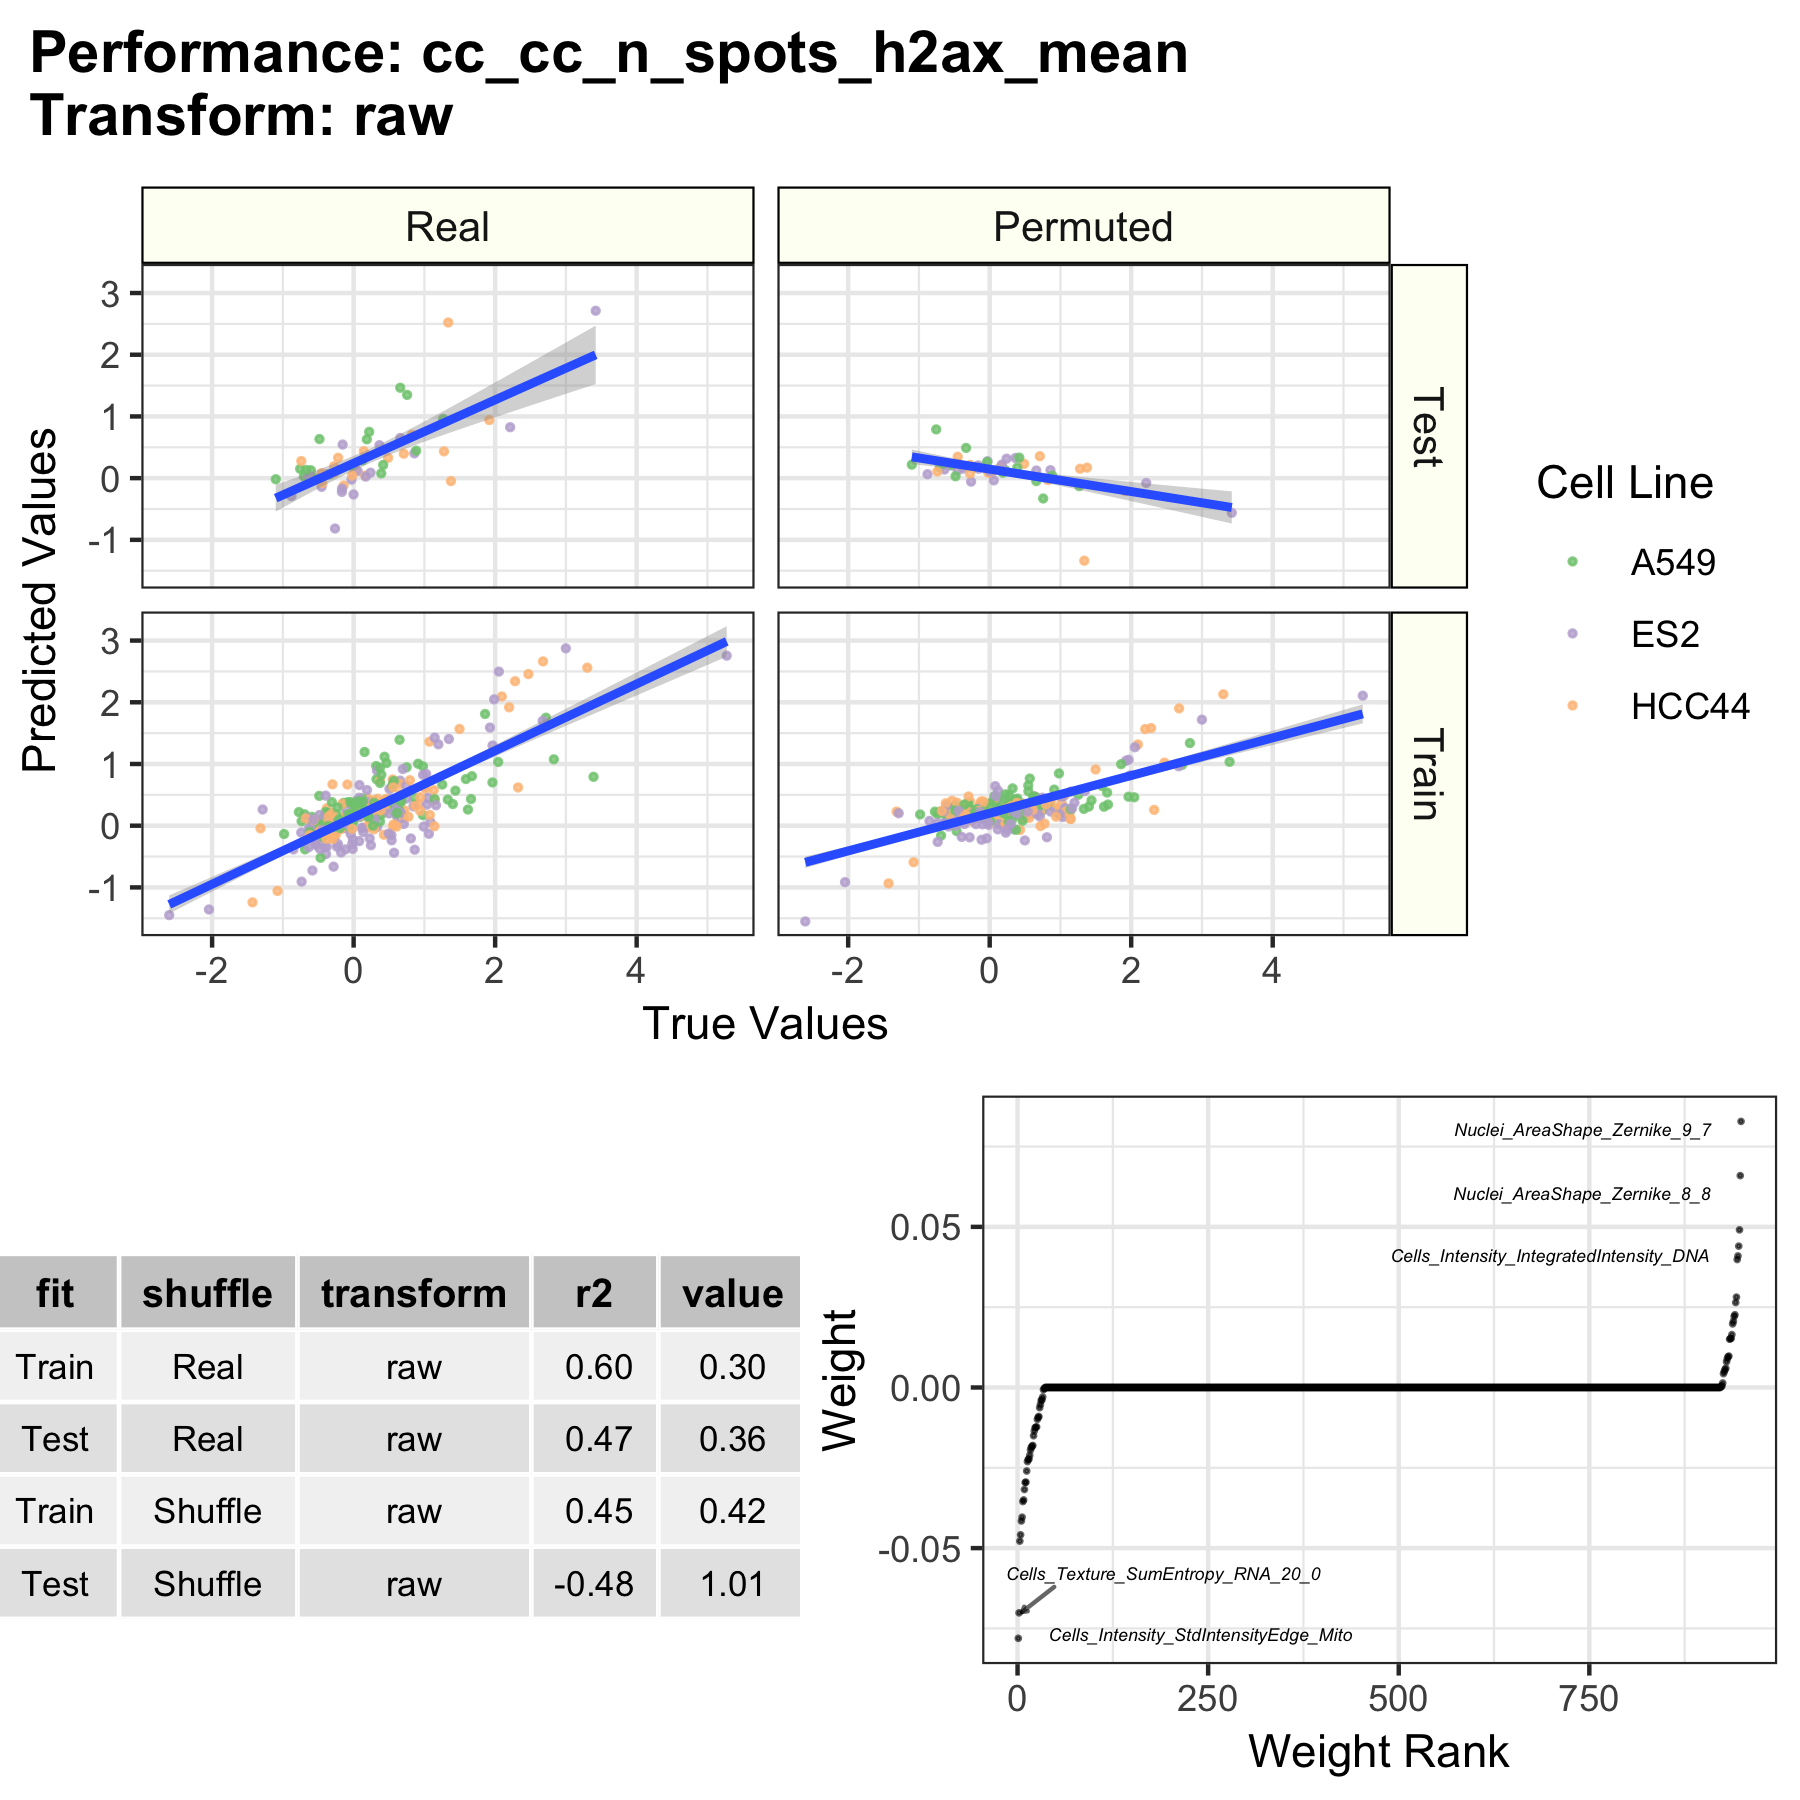 Performance: cc_cc_n_spots_h2ax_mean
Transform: raw
Real
Permuted
3
2
1
0
-1
Test
3
2
1
0
-1
Train
Predicted Values
-2
0
2
4
-2
0
2
4
True Values
Cell Line
A549
ES2
HCC44
fit shuffle transform r2 value
Train Real raw 0.60 0.30
Test Real raw 0.47 0.36
Train Shuffle raw 0.45 0.42
Test Shuffle raw -0.48 1.01
Weight
0.05
0.00
-0.05
Nuclei_AreaShape_Zernike_9_7
Nuclei_AreaShape_Zernike_8_8
Cells_Intensity_IntegratedIntensity_DNA
Cells_Texture_SumEntropy_RNA_20_0
Cells_Intensity_StdIntensityEdge_Mito
0
250
500
750
Weight Rank